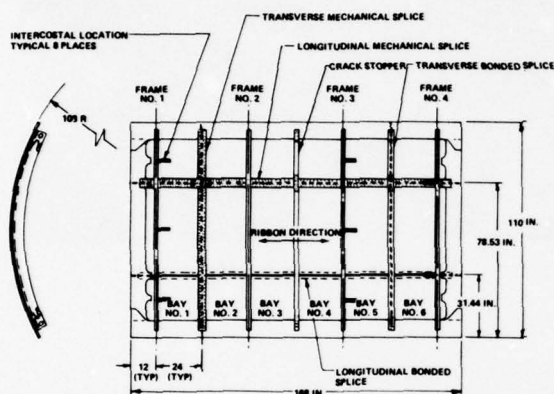 TRANSVERSE MECHANICAL SPLICE
INTERCOSTAL LOCATION
TYPICAL 8 PLACES
LONGITUDINAL MECHANICAL SPLICE
CRACK STOPPER
TRANSVERSE BONDED SPLICE
FRAME
NO. 1
FRAME
NO. 2
FRAME
NO. 3
FRAME
NO. 4
R
110 IN.
78.53 IN.
RIBBON DIRECTION
31.44 IN.
BAY
NO. 1
BAY
NO. 2
BAY
NO. 3
BAY
NO. 4
BAY
NO. 5
BAY
NO. 6
12
(TYP)
24
(TYP)
LONGITUDINAL BONDED
SPLICE
IN.